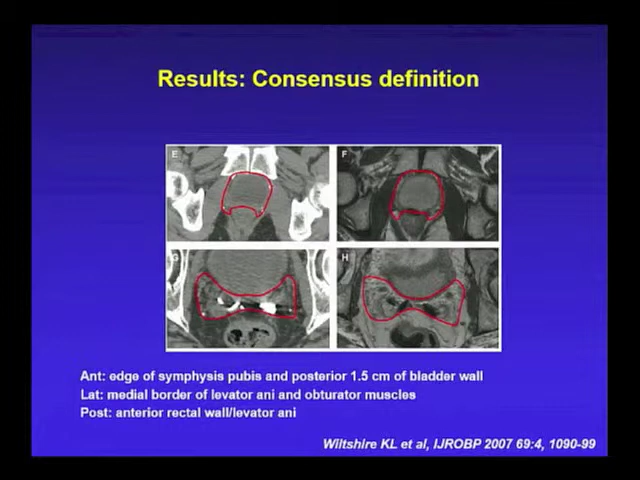 Results: Consensus definition
E
F
G
H
Ant: edge of symphysis pubis and posterior 1.5 cm of bladder wall
Lat: medial border of levator ani and obturator muscles
Post: anterior rectal wall/levator ani
Wiltshire KL et al, IJROBP 2007 69:4, 1090-99